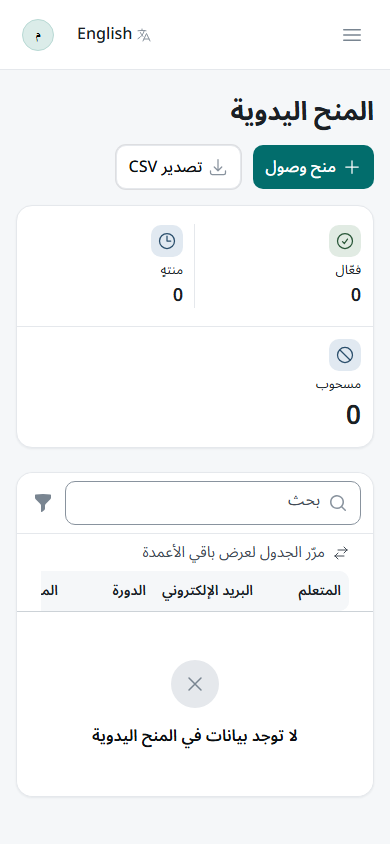 English
م
المنح اليدوية
منح وصول
تصدير CSV
فعّال
0
منتهٍ
0
مسحوب
0
بحث
مرّر الجدول لعرض باقي الأعمدة
المتعلم البريد الإلكتروني الدورة
لا توجد بيانات في المنح اليدوية